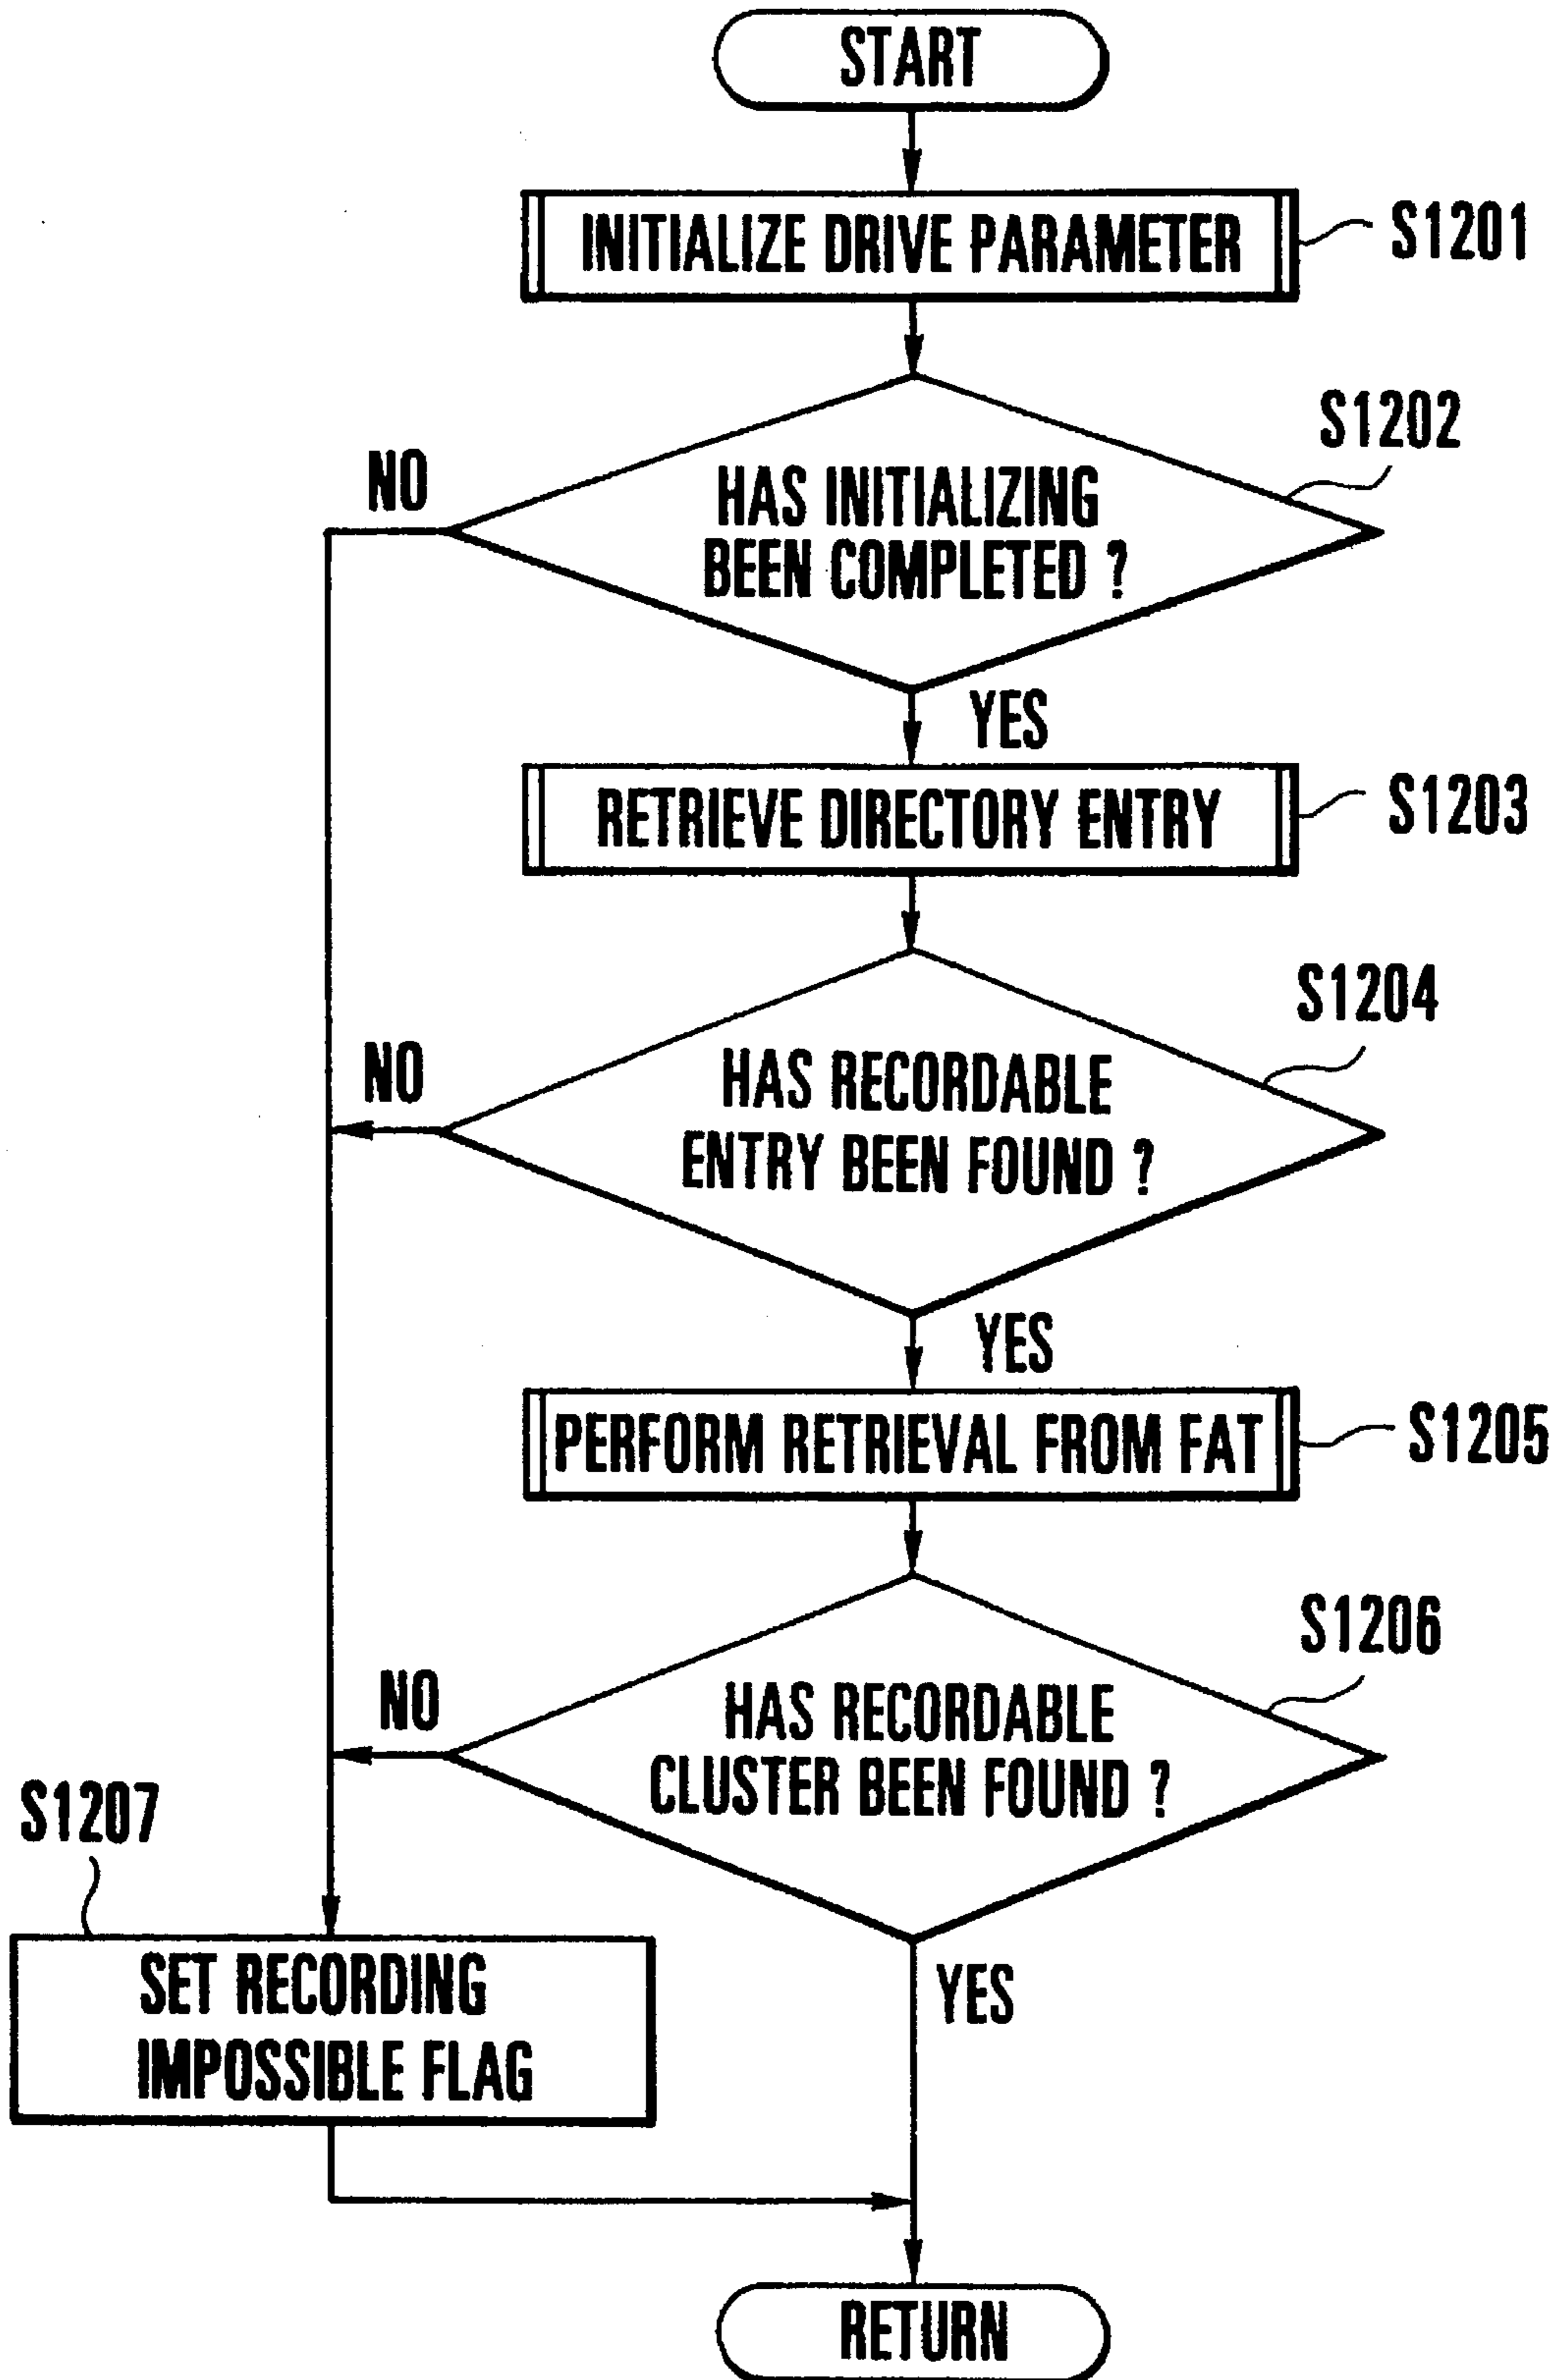 START
INITIALIZE DRIVE PARAMETER
S1201
S1202
NO
HAS INITIALIZING
BEEN COMPLETED ?
YES
RETRIEVE DIRECTORY ENTRY
S1203
S1204
NO
HAS RECORDABLE
ENTRY BEEN FOUND ?
YES
PERFORM RETRIEVAL FROM FAT
S1205
S1206
NO
HAS RECORDABLE
CLUSTER BEEN FOUND ?
S1207
SET RECORDING
IMPOSSIBLE FLAG
YES
RETURN